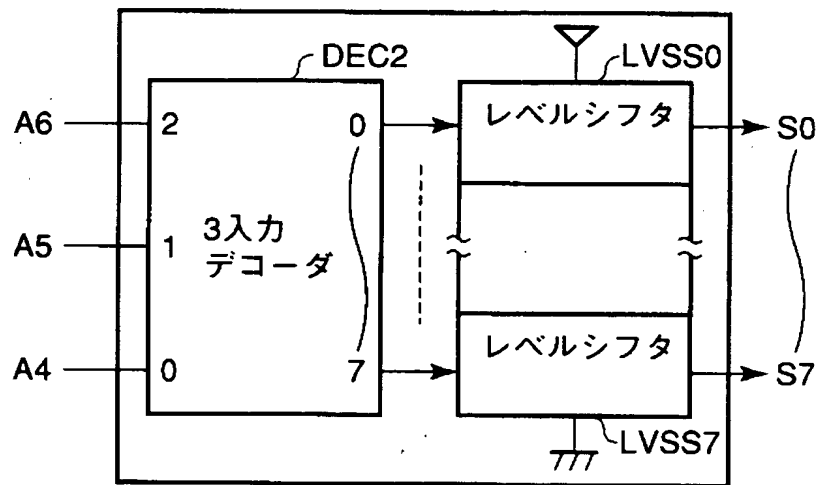 DEC2
LVSS0
A6
2
0
レベルシフタ
S0
A5
1
3入力
デコーダ
A4
0
7
レベルシフタ
S7
LVSS7